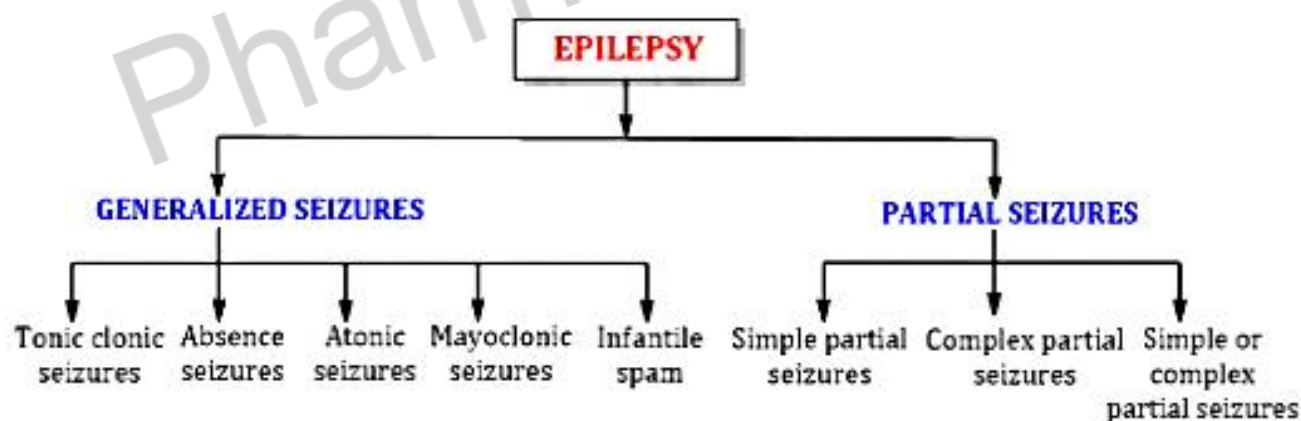 Pharm
EPILEPSY
GENERALIZED SEIZURES
PARTIAL SEIZURES
Tonic clonic
seizures
Absence
seizures
Atonic
seizures
Mayoclonic
seizures
Infantile
spam
Simple partial
seizures
Complex partial
seizures
Simple or
complex
partial seizures